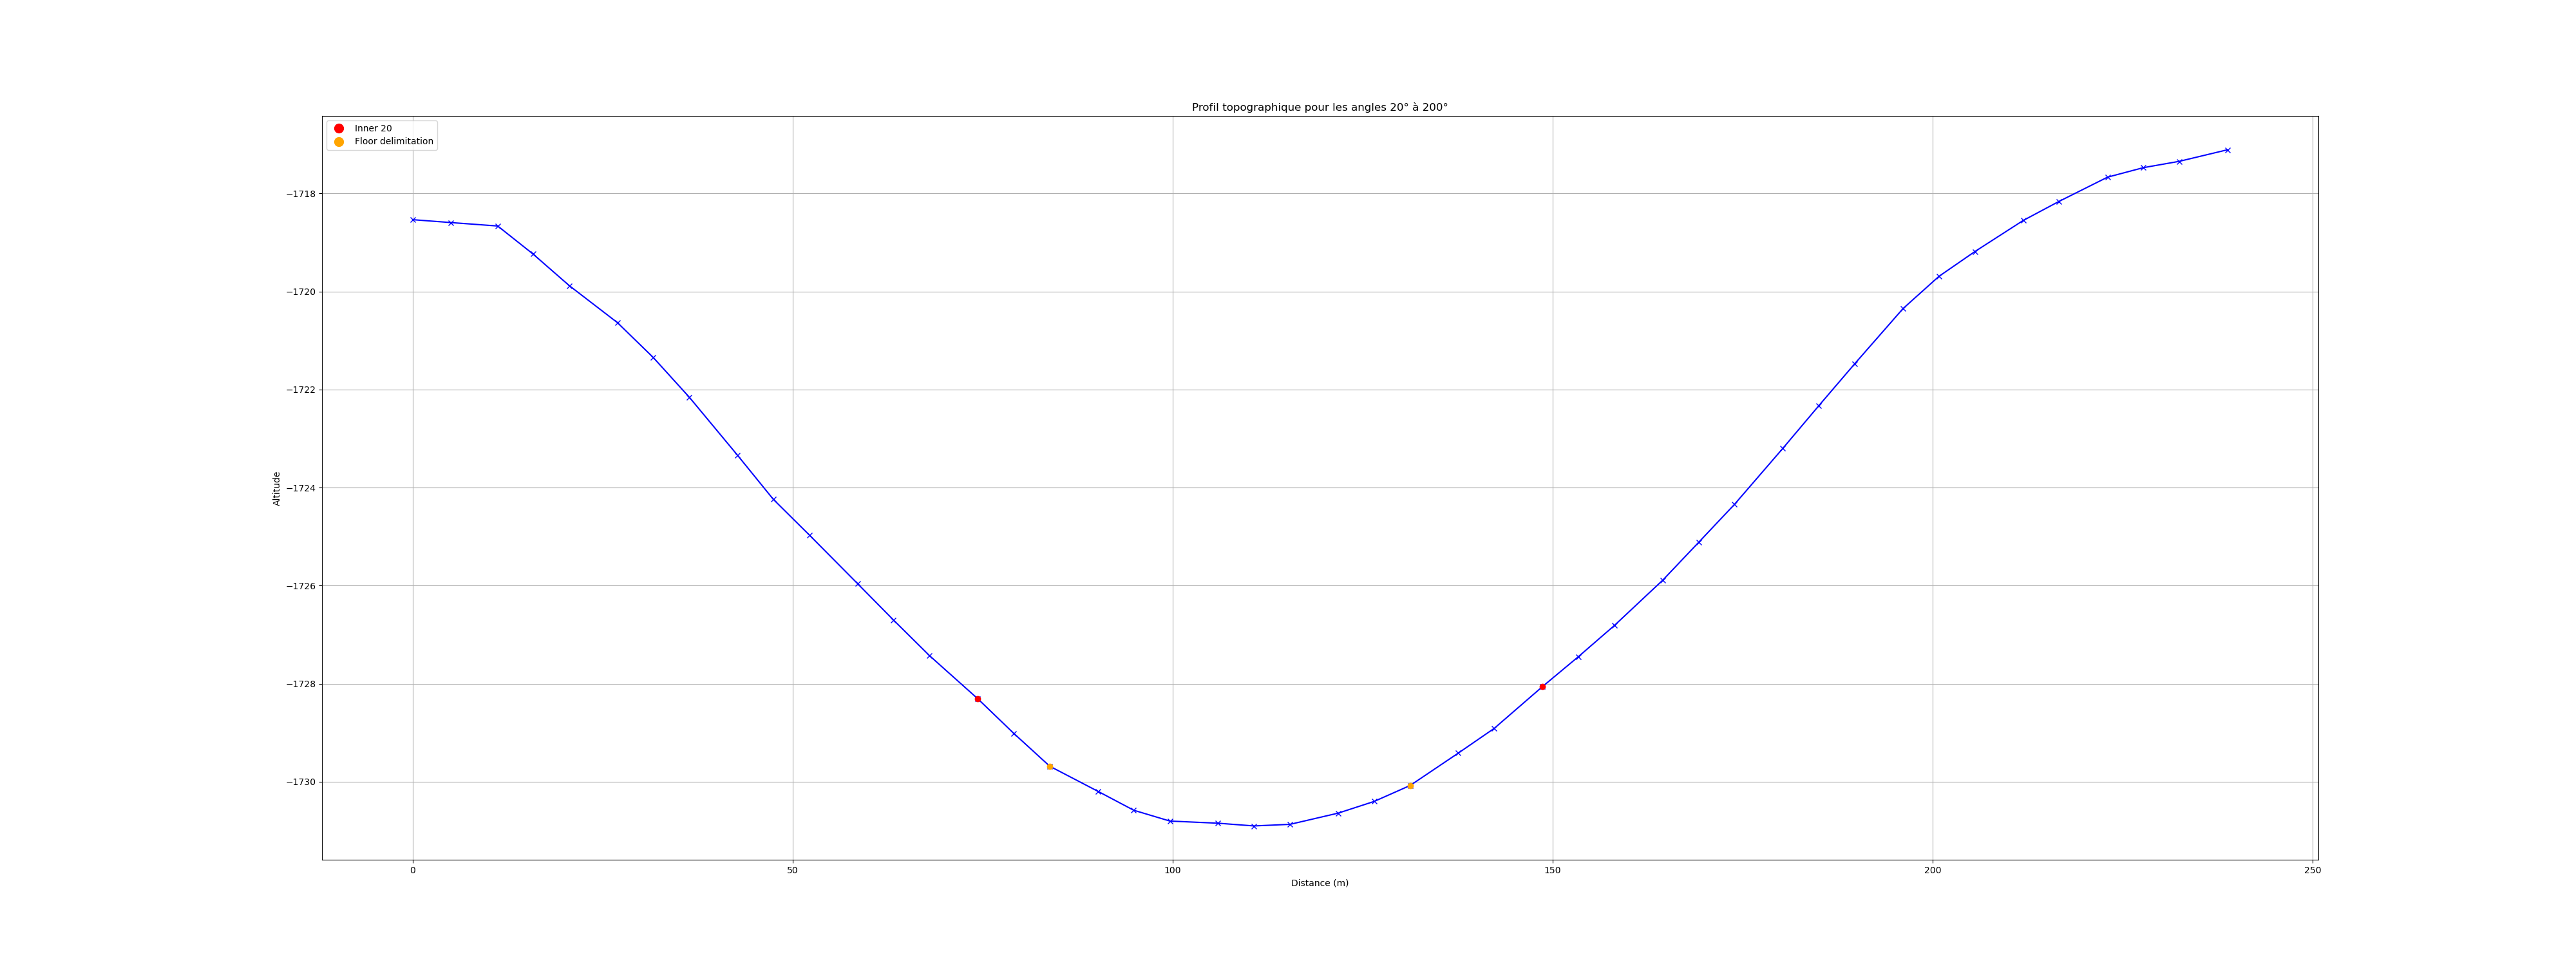 Profil topographique pour les angles 20° à 200°
Inner 20
Floor delimitation
−1718
−1720
−1722
−1724
−1726
−1728
−1730
Altitude
0
50
100
150
200
250
Distance (m)